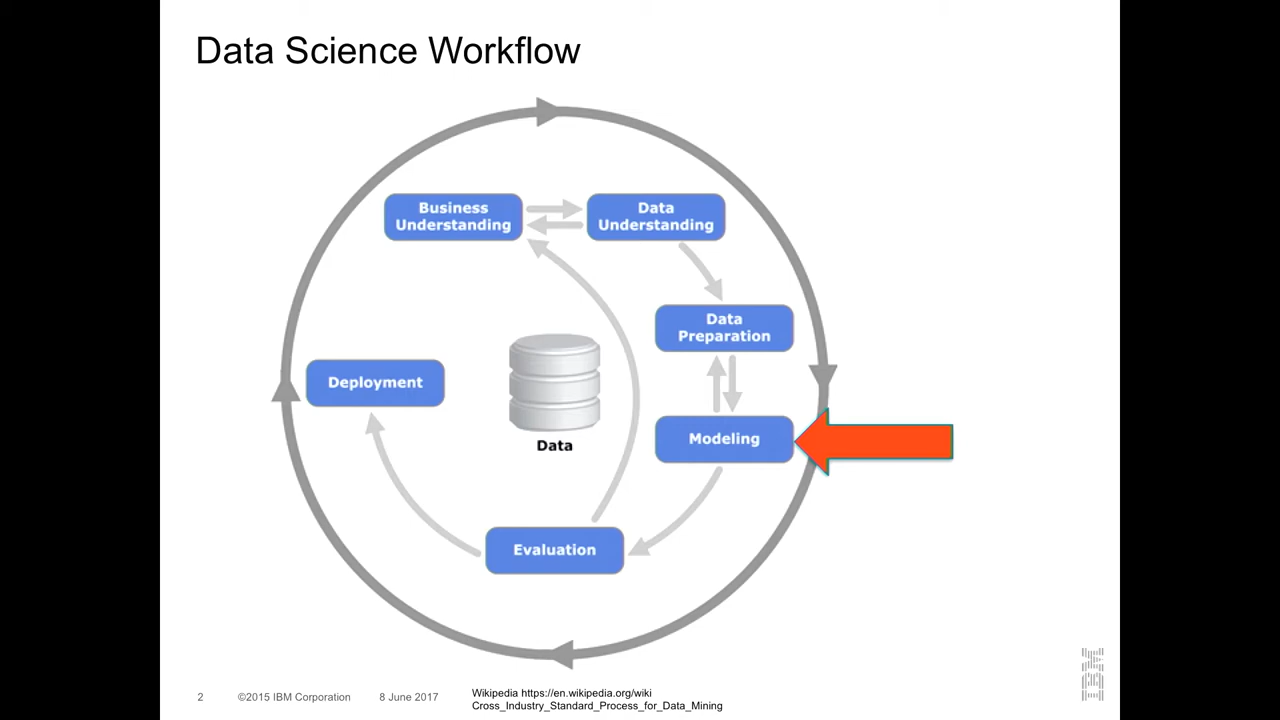 Data Science Workflow
Business
Understanding
Data
Understanding
Data
Preparation
Deployment
Data
Modeling
Evaluation
2
©2015 IBM Corporation
8 June 2017
Wikipedia https://en.wikipedia.org/wiki
Cross_Industry_Standard_Process_for_Data_Mining
IBM